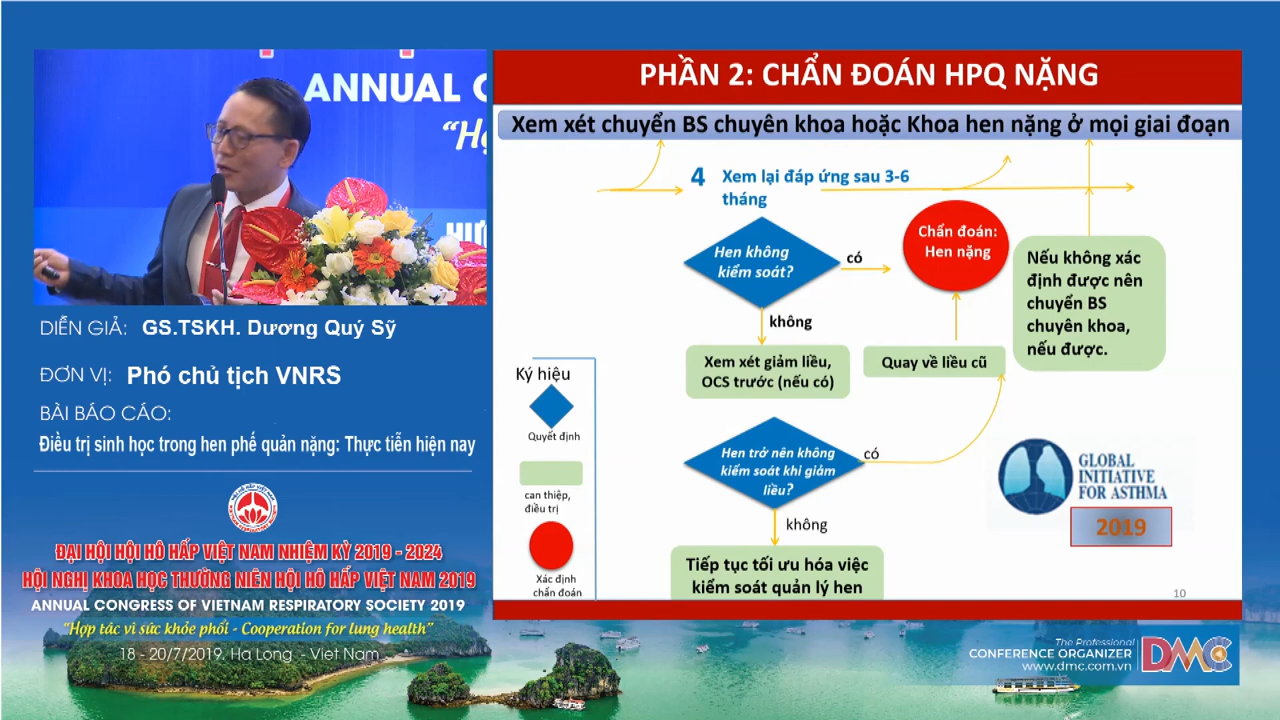 ANNUAL C
"Hợ
HƯ
DIỄN GIẢ: GS.TSKH. Dương Quý Sỹ
ĐƠN VỊ: Phó chủ tịch VNRS
BÀI BÁO CÁO:
Điều trị sinh học trong hen phế quản nặng: Thực tiễn hiện nay
ĐẠI HỘI HỘI HÔ HẤP VIỆT NAM NHIỆM KỲ 2019 - 2024
HỘI NGHỊ KHOA HỌC THƯỜNG NIÊN HỘI HÔ HẤP VIỆT NAM 2019
ANNUAL CONGRESS OF VIETNAM RESPIRATORY SOCIETY 2019
"Hợp tác vì sức khỏe phổi - Cooperation for lung health"
18 - 20/7/2019. Ha Long - Viet Nam
PHẦN 2: CHẨN ĐOÁN HPQ NẶNG
Xem xét chuyển BS chuyên khoa hoặc Khoa hen nặng ở mọi giai đoạn
4 Xem lại đáp ứng sau 3-6
tháng
Hen không
kiểm soát?
có
Chẩn đoán:
Hen nặng
Nếu không xác
định được nên
chuyển BS
chuyên khoa,
nếu được.
không
Xem xét giảm liều,
OCS trước (nếu có)
Quay về liều cũ
Hen trở nên không
kiểm soát khi giảm
liều?
có
không
Tiếp tục tối ưu hóa việc
kiểm soát quản lý hen
Ký hiệu
Quyết định
can thiệp,
điều trị
Xác định
chẩn đoán
GLOBAL
INITIATIVE
FOR ASTHMA
2019
10
The Professional
CONFERENCE ORGANIZER
www.dmc.com.vn
DMC